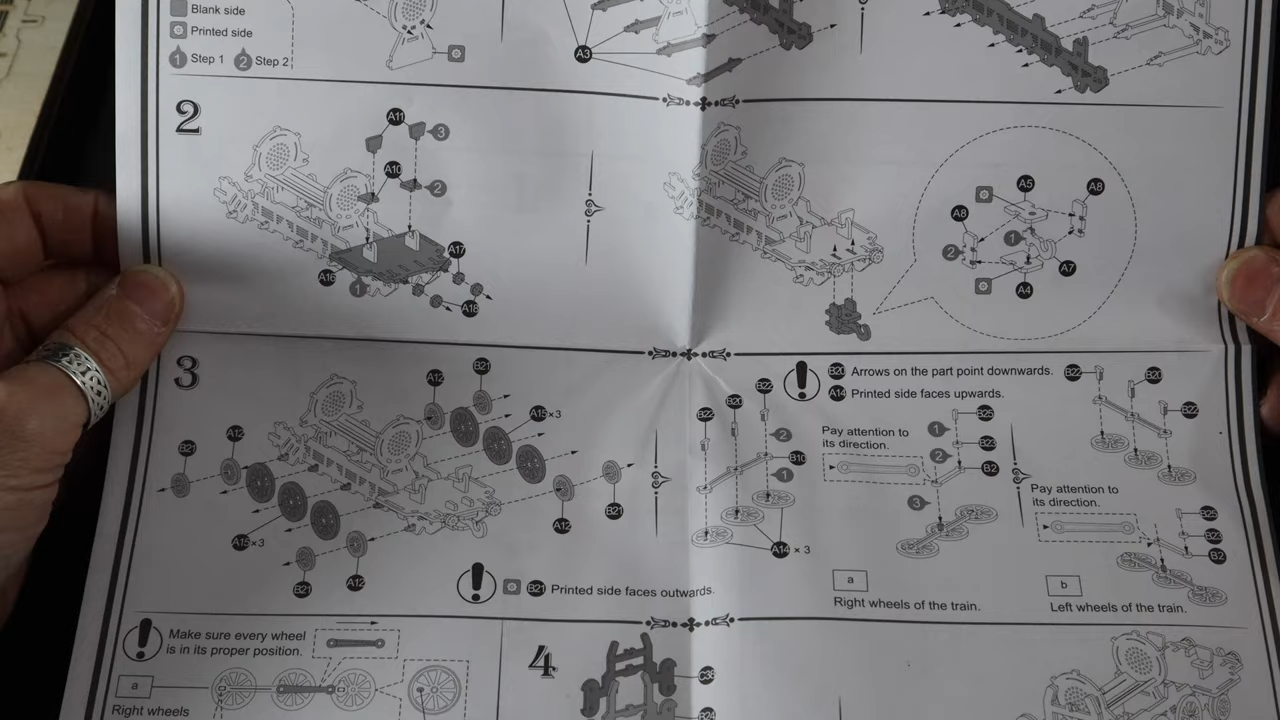 Blank side
Printed side
1 Step 1 2 Step 2
A3
2
A11
3
A10
2
A17
A16
1
A18
A5
A8
A8
1
2
A7
A4
3
B21
A12
A15×3
A12
B21
B21
A12
A15×3
B21
A12
! B21 Printed side faces outwards.
! B20 Arrows on the part point downwards.
A14 Printed side faces upwards.
B22
B20
B22
2
B10
1
A14 × 3
Pay attention to
its direction.
B25
1
B23
2
B2
3
a
Right wheels of the train.
B22
B20
B22
Pay attention to
its direction.
B25
B23
B2
b
Left wheels of the train.
! Make sure every wheel
is in its proper position.
a
Right wheels
4
C36
B24